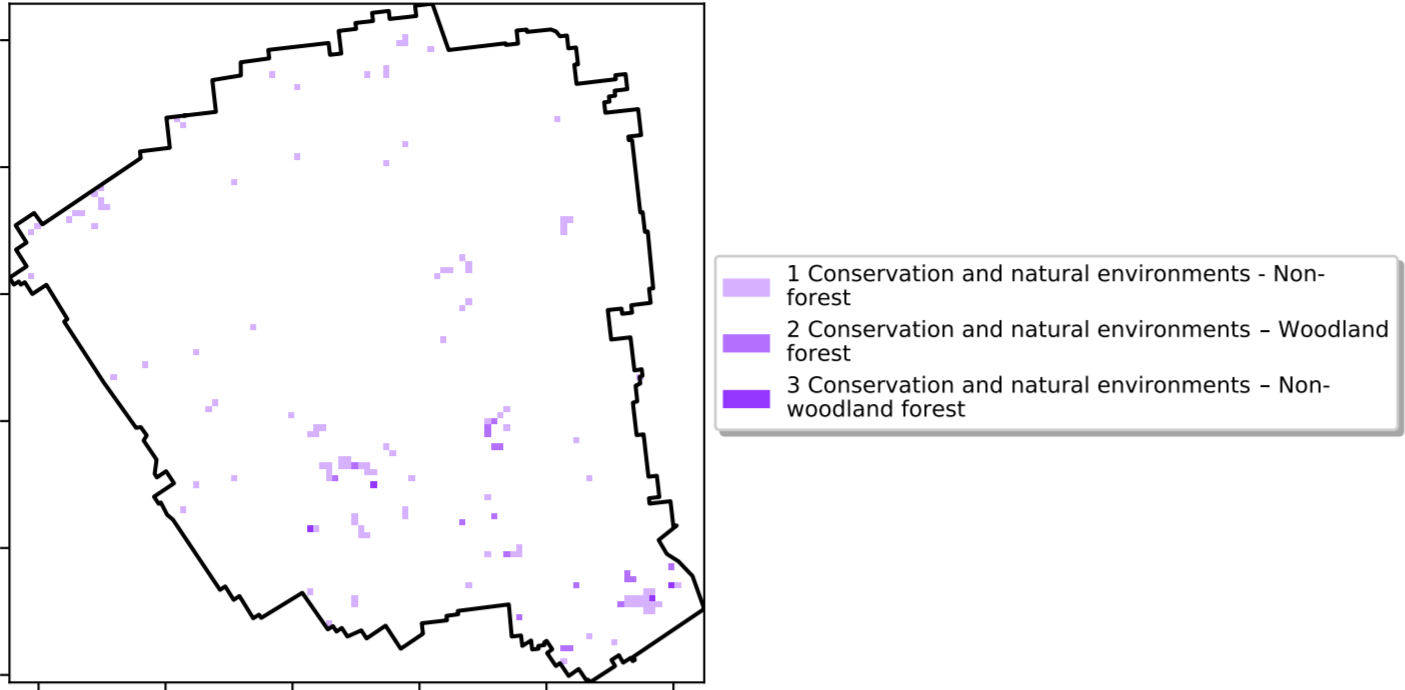 1 Conservation and natural environments - Non-
forest
2 Conservation and natural environments – Woodland
forest
3 Conservation and natural environments – Non-
woodland forest